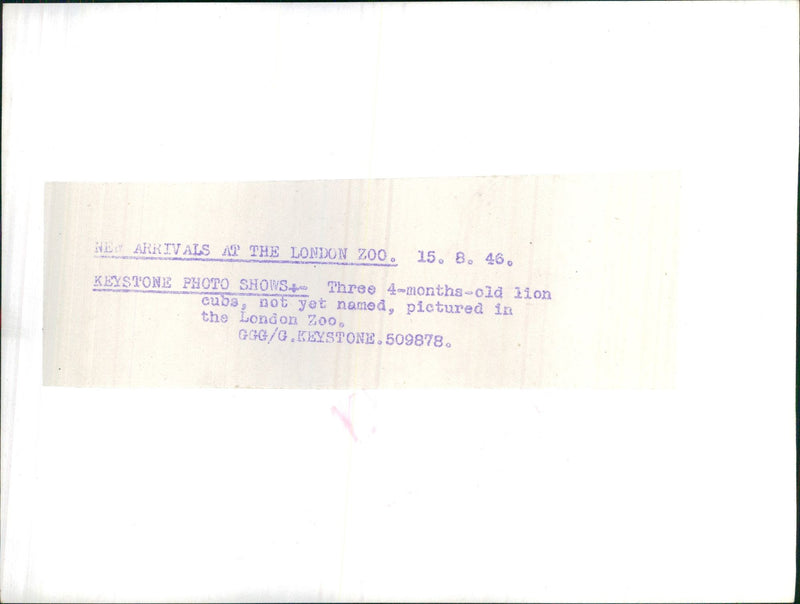 NEW ARRIVALS AT THE LONDON ZOO. 15. 8. 46.
KEYSTONE PHOTO SHOWS:- Three 4-months-old lion
cubs, not yet named, pictured in
the London Zoo.
GGG/G.KEYSTONE.509878.